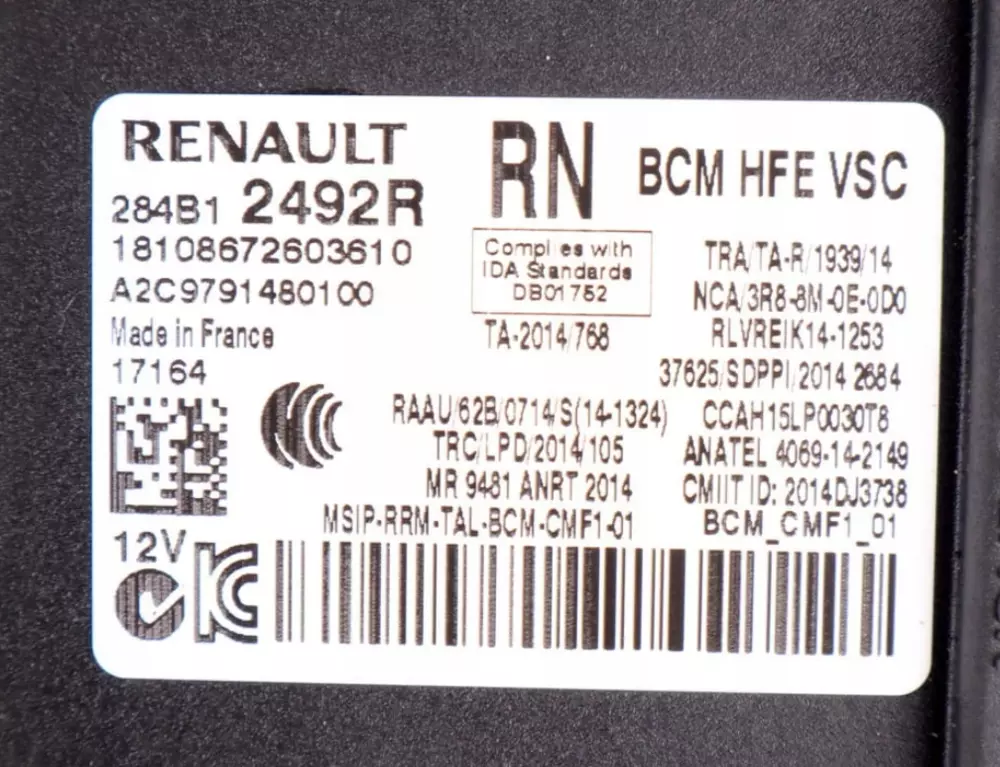 RENAULT
RN
BCM HFE VSC
284B1 2492R
18108672603610
A2C9791480100
Made in France
17164
Complies with
IDA Standards
DB01752
TA-2014/768
TRA/TA-R/1939/14
NCA/3R8-8M-0E-0D0
RLVREIK14-1253
37625/SDPPI/2014 2684
RAAU/62B/0714/S(14-1324)
CCAH15LP0030T8
TRC/LPD/2014/105
ANATEL 4069-14-2149
MR 9481 ANRT 2014
CMIIT ID: 2014DJ3738
MSIP-RRM-TAL-BCM-CMF1-01
BCM_CMF1_01
12V